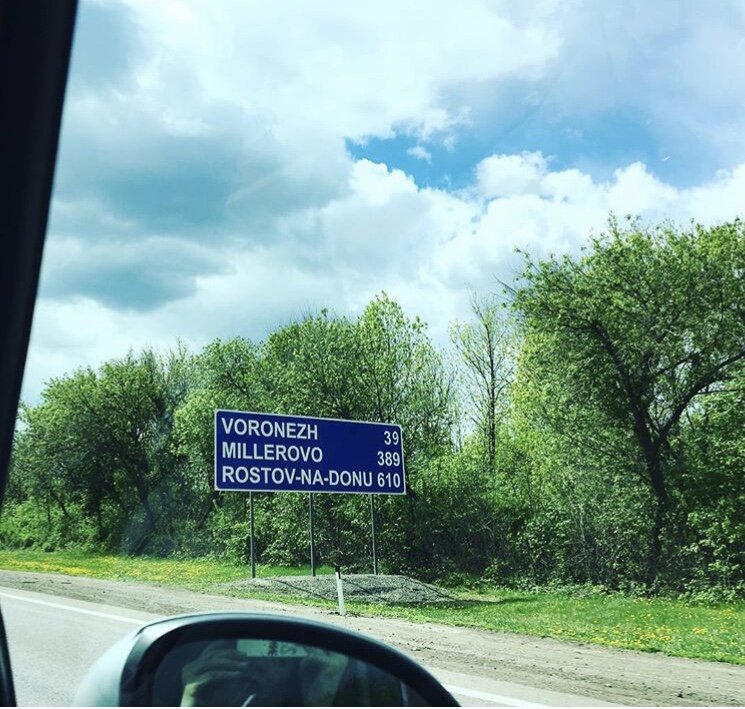 VORONEZH 39
MILLEROVO 389
ROSTOV-NA-DONU 610